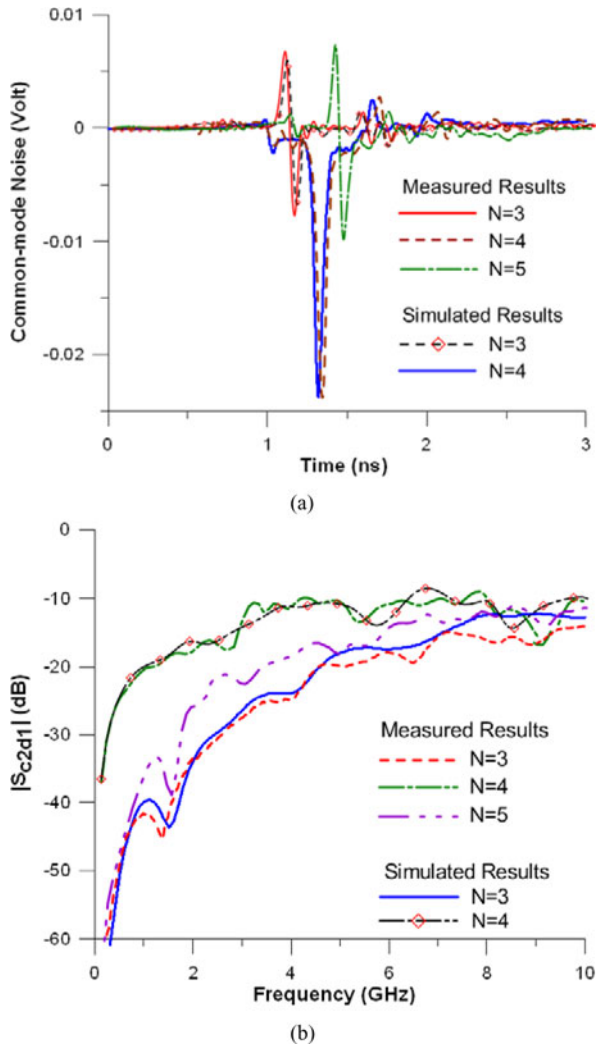 0.01
0
-0.01
-0.02
Common-mode Noise (Volt)
Measured Results
N=3
N=4
N=5
Simulated Results
N=3
N=4
0
1
2
3
Time (ns)
(a)
0
-10
-20
-30
-40
-50
-60
|Sc2d1| (dB)
Measured Results
N=3
N=4
N=5
Simulated Results
N=3
N=4
0
2
4
6
8
10
Frequency (GHz)
(b)